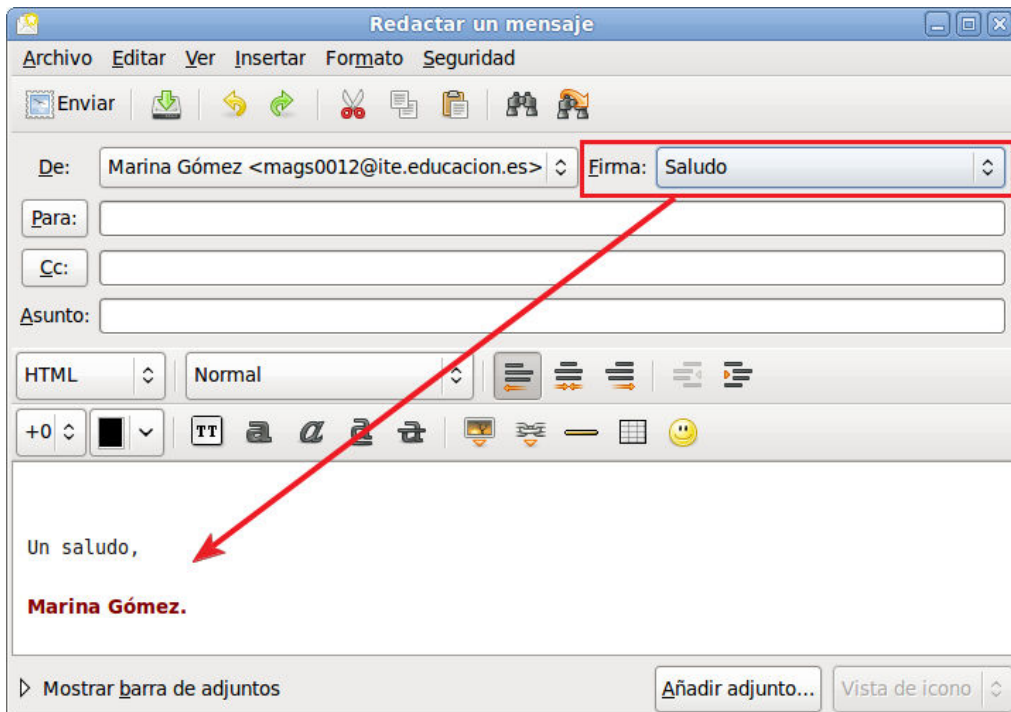 Redactar un mensaje
Archivo Editar Ver Insertar Formato Seguridad
Enviar
De: Marina Gómez <mags0012@ite.educacion.es> Firma: Saludo
Para:
Cc:
Asunto:
HTML Normal
+0 TT a a a a
Un saludo,
Marina Gómez.
Mostrar barra de adjuntos Añadir adjunto... Vista de icono